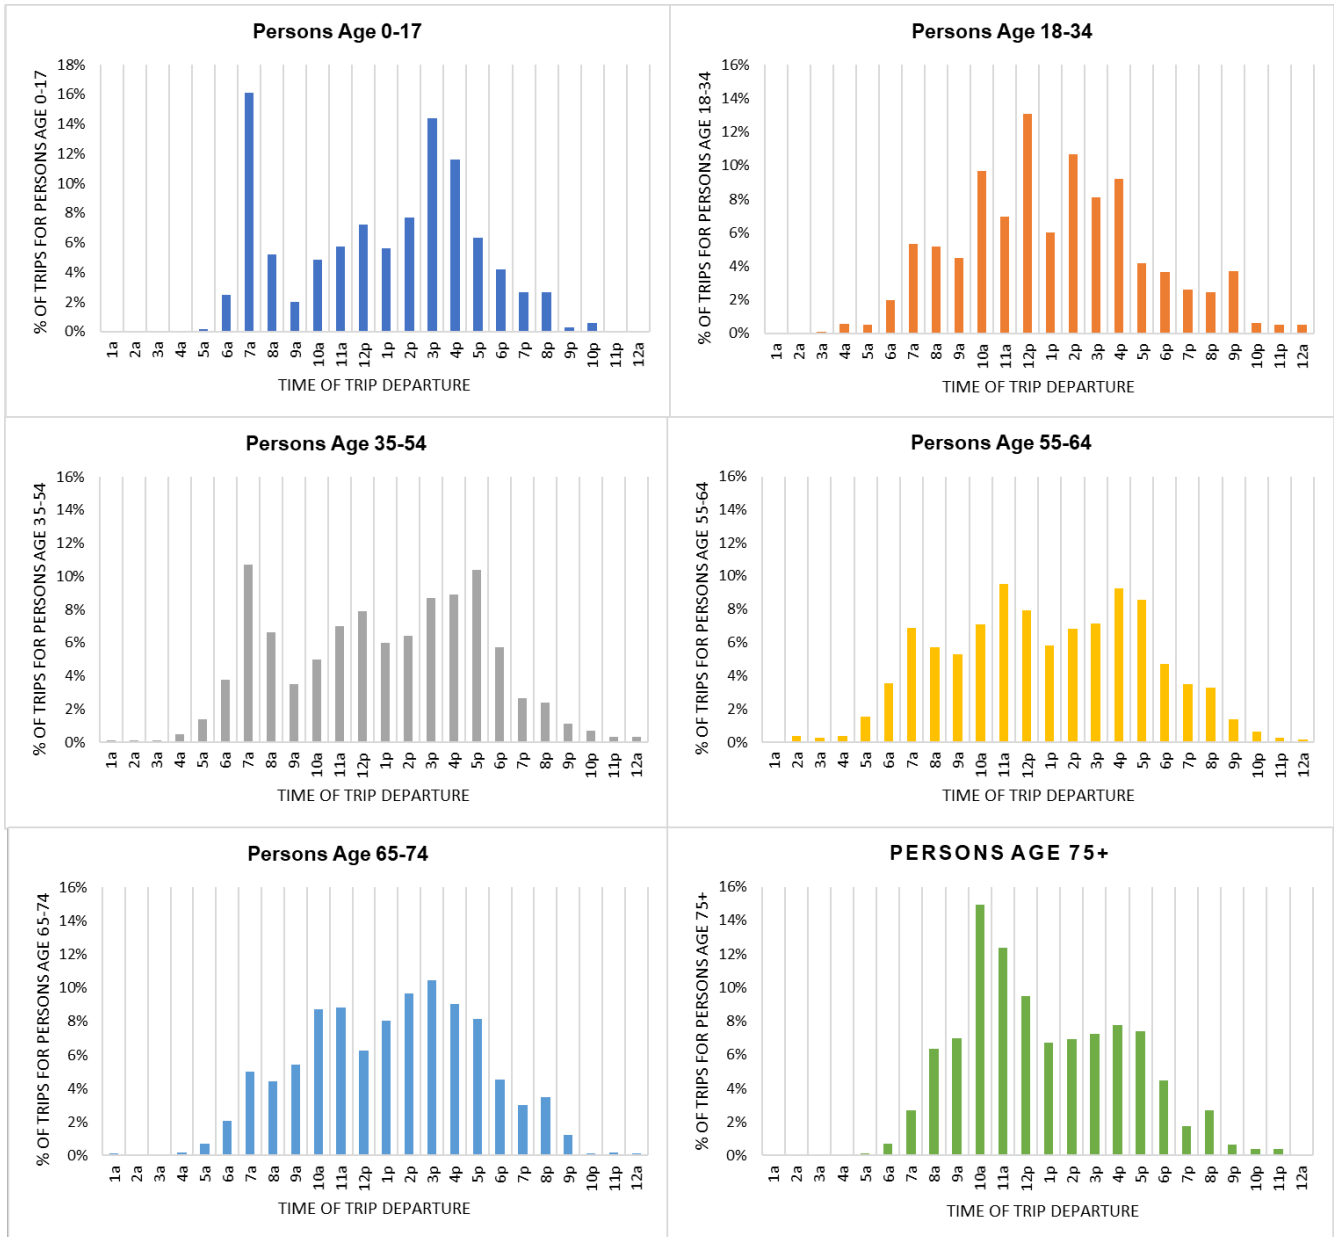 Persons Age 0-17
% OF TRIPS FOR PERSONS AGE 0-17
18%
16%
14%
12%
10%
8%
6%
4%
2%
0%
1a 2a 3a 4a 5a 6a 7a 8a 9a 10a 11a 12p 1p 2p 3p 4p 5p 6p 7p 8p 9p 10p 11p 12a
TIME OF TRIP DEPARTURE
Persons Age 18-34
% OF TRIPS FOR PERSONS AGE 18-34
16%
14%
12%
10%
8%
6%
4%
2%
0%
1a 2a 3a 4a 5a 6a 7a 8a 9a 10a 11a 12p 1p 2p 3p 4p 5p 6p 7p 8p 9p 10p 11p 12a
TIME OF TRIP DEPARTURE
Persons Age 35-54
% OF TRIPS FOR PERSONS AGE 35-54
16%
14%
12%
10%
8%
6%
4%
2%
0%
1a 2a 3a 4a 5a 6a 7a 8a 9a 10a 11a 12p 1p 2p 3p 4p 5p 6p 7p 8p 9p 10p 11p 12a
TIME OF TRIP DEPARTURE
Persons Age 55-64
% OF TRIPS FOR PERSONS AGE 55-64
16%
14%
12%
10%
8%
6%
4%
2%
0%
1a 2a 3a 4a 5a 6a 7a 8a 9a 10a 11a 12p 1p 2p 3p 4p 5p 6p 7p 8p 9p 10p 11p 12a
TIME OF TRIP DEPARTURE
Persons Age 65-74
% OF TRIPS FOR PERSONS AGE 65-74
16%
14%
12%
10%
8%
6%
4%
2%
0%
1a 2a 3a 4a 5a 6a 7a 8a 9a 10a 11a 12p 1p 2p 3p 4p 5p 6p 7p 8p 9p 10p 11p 12a
TIME OF TRIP DEPARTURE
PERSONS AGE 75+
% OF TRIPS FOR PERSONS AGE 75+
16%
14%
12%
10%
8%
6%
4%
2%
0%
1a 2a 3a 4a 5a 6a 7a 8a 9a 10a 11a 12p 1p 2p 3p 4p 5p 6p 7p 8p 9p 10p 11p 12a
TIME OF TRIP DEPARTURE